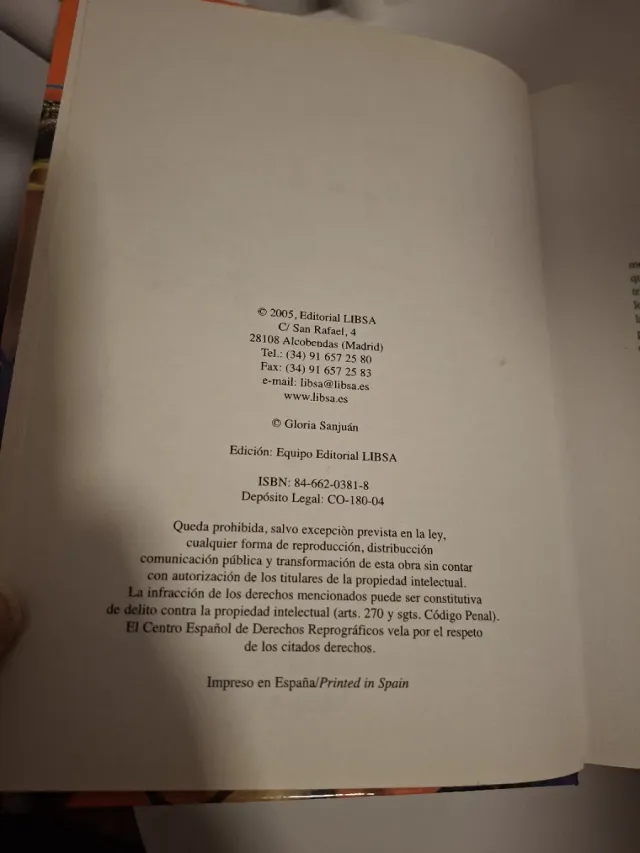 © 2005, Editorial LIBSA
C/ San Rafael, 4
28108 Alcobendas (Madrid)
Tel.: (34) 91 657 25 80
Fax: (34) 91 657 25 83
e-mail: libsa@libsa.es
www.libsa.es
© Gloria Sanjuán
Edición: Equipo Editorial LIBSA
ISBN: 84-662-0381-8
Depósito Legal: CO-180-04
Queda prohibida, salvo excepciòn prevista en la ley,
cualquier forma de reproducción, distribucción
comunicación pública y transformación de esta obra sin contar
con autorización de los titulares de la propiedad intelectual.
La infracción de los derechos mencionados puede ser constitutiva
de delito contra la propiedad intelectual (arts. 270 y sgts. Código Penal).
El Centro Español de Derechos Reprográficos vela por el respeto
de los citados derechos.
Impreso en España/Printed in Spain